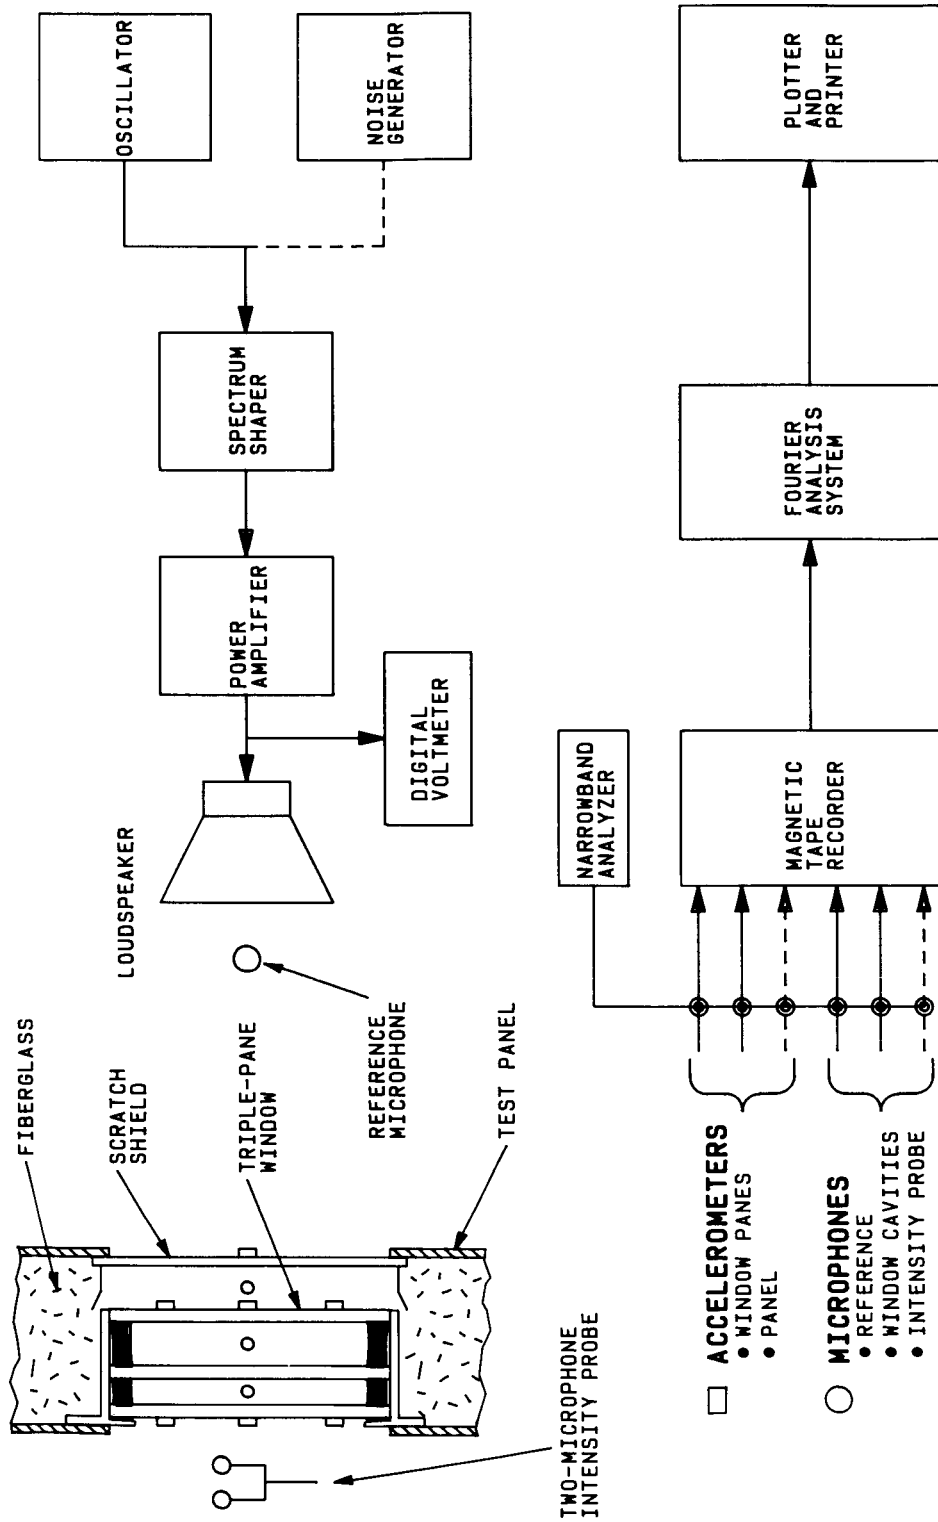 FIBERGLASS
SCRATCH
SHIELD
TRIPLE-PANE
WINDOW
REFERENCE
MICROPHONE
TEST PANEL
TWO-MICROPHONE
INTENSITY PROBE
LOUDSPEAKER
DIGITAL
VOLTMETER
POWER
AMPLIFIER
SPECTRUM
SHAPER
OSCILLATOR
NOISE
GENERATOR
ACCELEROMETERS
• WINDOW PANES
• PANEL
MICROPHONES
• REFERENCE
• WINDOW CAVITIES
• INTENSITY PROBE
NARROWBAND
ANALYZER
MAGNETIC
TAPE
RECORDER
FOURIER
ANALYSIS
SYSTEM
PLOTTER
AND
PRINTER